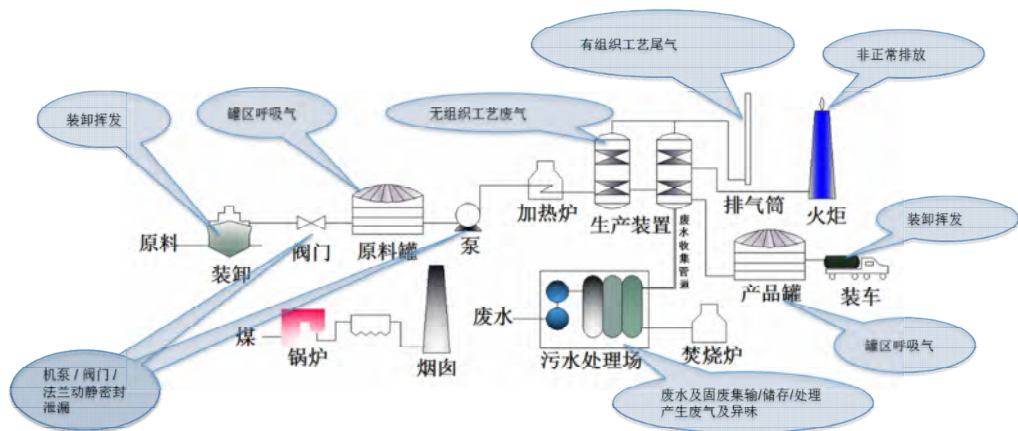 有组织工艺尾气
非正常排放
装卸挥发
罐区呼吸气
无组织工艺废气
原料
装卸
阀门
原料罐
泵
加热炉
生产装置
排气筒
火炬
废水收集管道
装卸挥发
产品罐
装车
煤
锅炉
烟囱
废水
污水处理场
焚烧炉
罐区呼吸气
机泵 / 阀门 /
法兰动静密封
泄漏
废水及固废集输/储存/处理
产生废气及异味